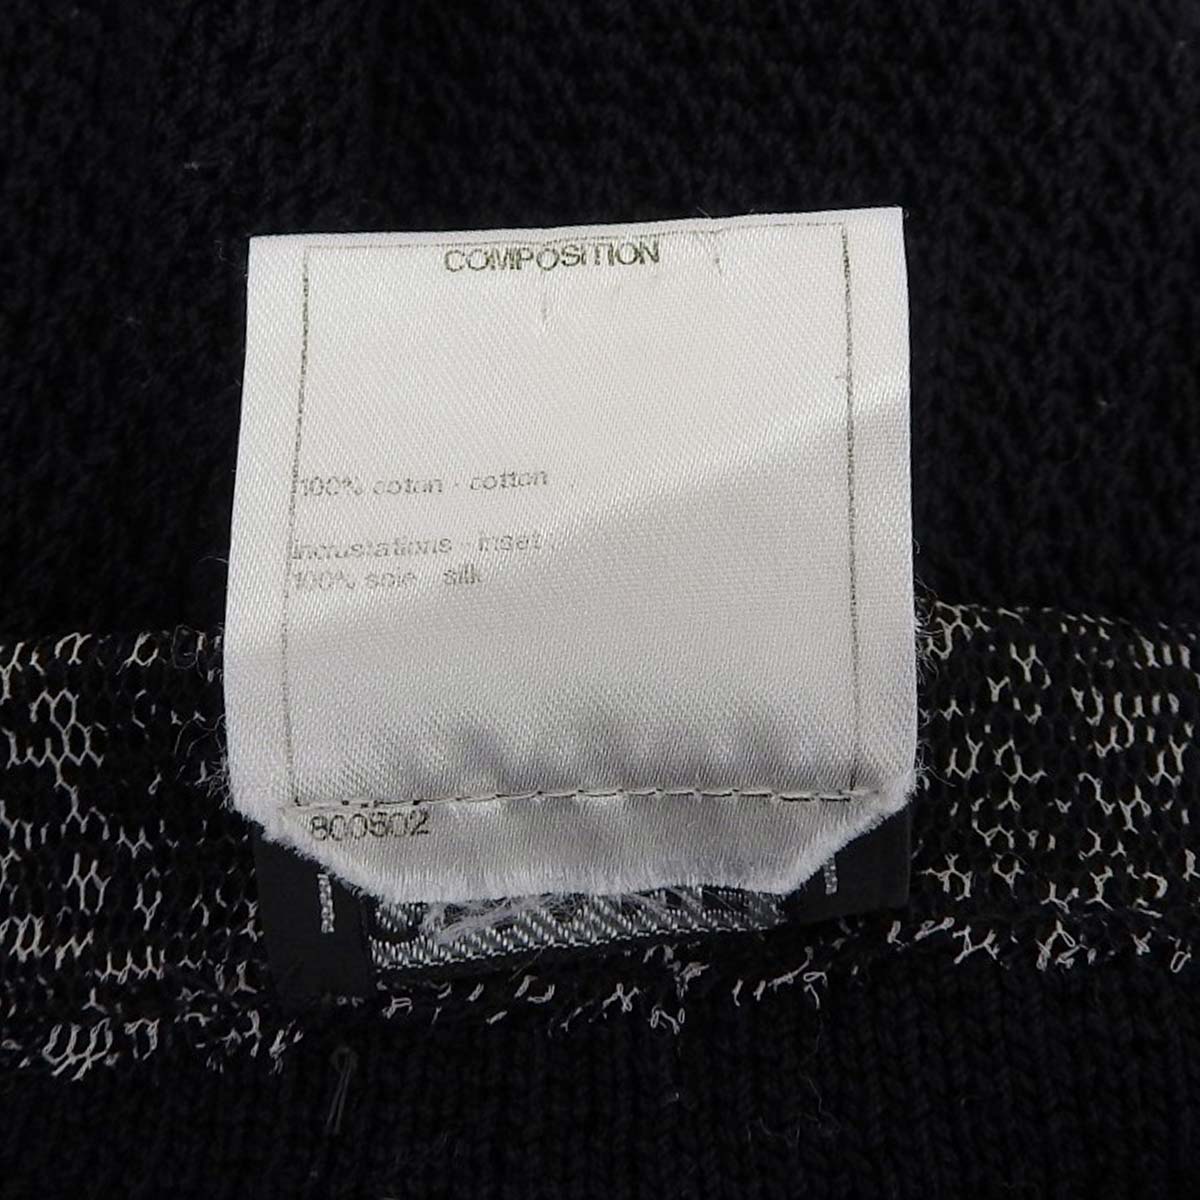 COMPOSITION
100% coton - cotton
incrustations - inset
100% soie - silk
800502